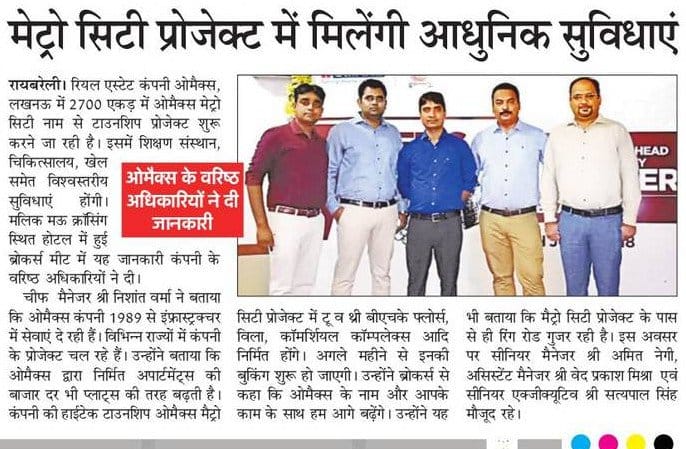 मेट्रो सिटी प्रोजेक्ट में मिलेंगी आधुनिक सुविधाएं
रायबरेली। रियल एस्टेट कंपनी ओमैक्स,
लखनऊ में 2700 एकड़ में ओमैक्स मेट्रो
सिटी नाम से टाउनशिप प्रोजेक्ट शुरू
करने जा रही है। इसमें शिक्षण संस्थान,
चिकित्सालय, खेल
समेत विश्वस्तरीय
सुविधाएं होंगी।
मलिक मऊ क्रॉसिंग
स्थित होटल में हुई
ब्रोकर्स मीट में यह जानकारी कंपनी के
वरिष्ठ अधिकारियों ने दी।
ओमैक्स के वरिष्ठ
अधिकारियों ने दी
जानकारी
HEAD
चीफ मैनेजर श्री निशांत वर्मा ने बताया
कि ओमैक्स कंपनी 1989 से इंफ्रास्ट्रक्चर
में सेवाएं दे रही हैं। विभिन्न राज्यों में कंपनी
के प्रोजेक्ट चल रहे हैं। उन्होंने बताया कि
ओमैक्स द्वारा निर्मित अपार्टमेंट्स की
बाजार दर भी प्लाट्स की तरह बढ़ती है।
कंपनी की हाईटेक टाउनशिप ओमैक्स मैट्रो
सिटी प्रोजेक्ट में टू व थ्री बीएचके फ्लोर्स,
विला, कॉमर्शियल कॉम्पलेक्स आदि
निर्मित होंगे। अगले महीने से इनकी
बुकिंग शुरू हो जाएगी। उन्होंने ब्रोकर्स से
कहा कि ओमैक्स के नाम और आपके
काम के साथ हम आगे बढ़ेंगे। उन्होंने यह
भी बताया कि मैट्रो सिटी प्रोजेक्ट के पास
से ही रिंग रोड गुजर रही है। इस अवसर
पर सीनियर मैनेजर श्री अमित नेगी,
असिस्टेंट मैनेजर श्री वेद प्रकाश मिश्रा एवं
सीनियर एक्जीक्यूटिव श्री सत्यपाल सिंह
मौजूद रहे।